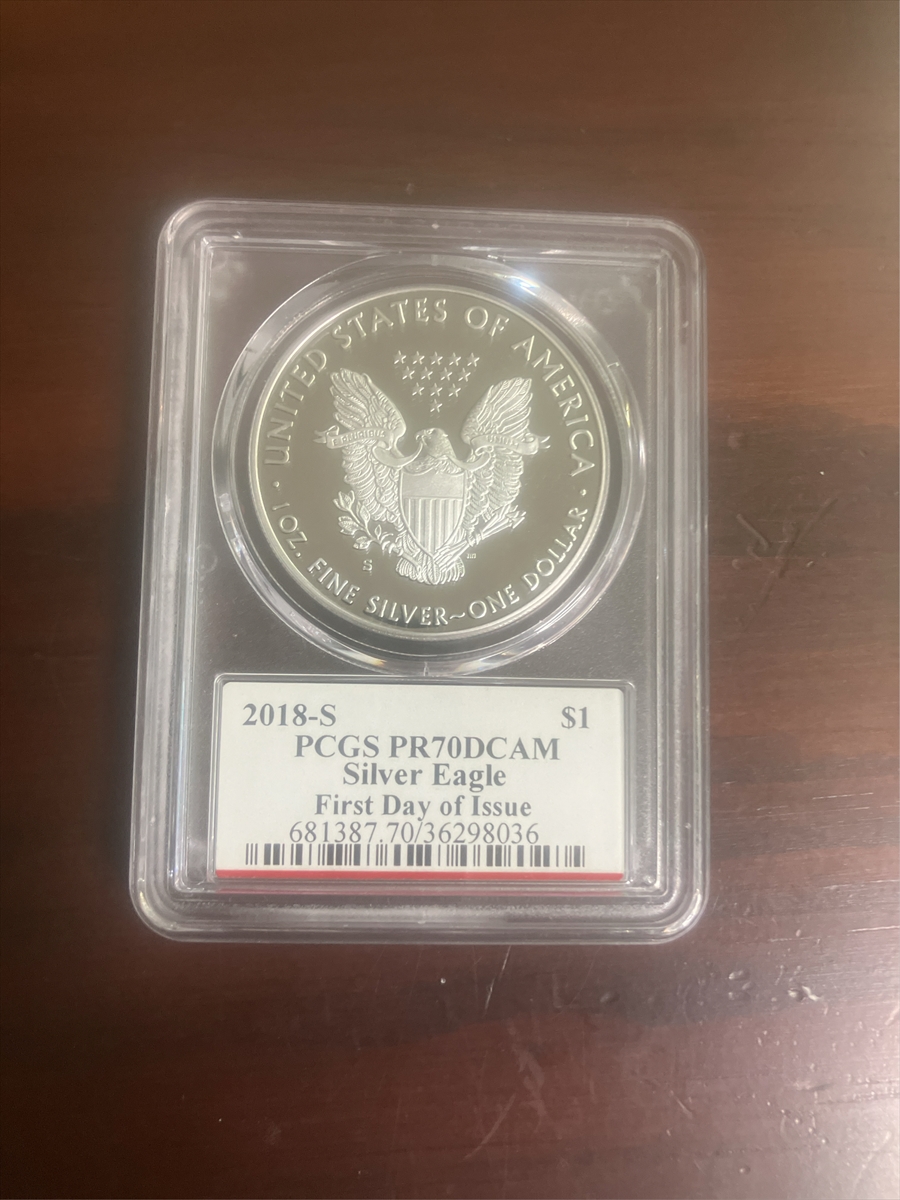 UNITED STATES OF AMERICA
S
1 OZ. FINE SILVER~ONE DOLLAR
2018-S $1
PCGS PR70DCAM
Silver Eagle
First Day of Issue
681387.70/36298036